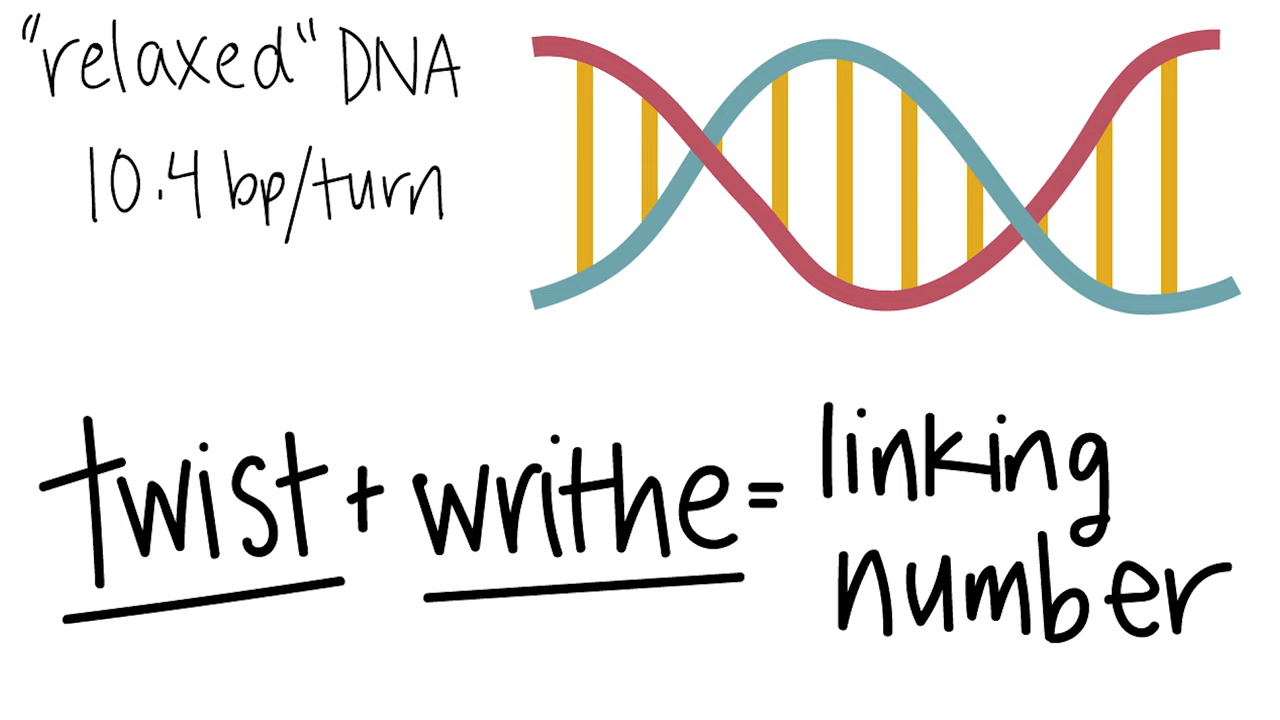 "relaxed" DNA
10.4 bp/turn
twist + writhe = linking
number